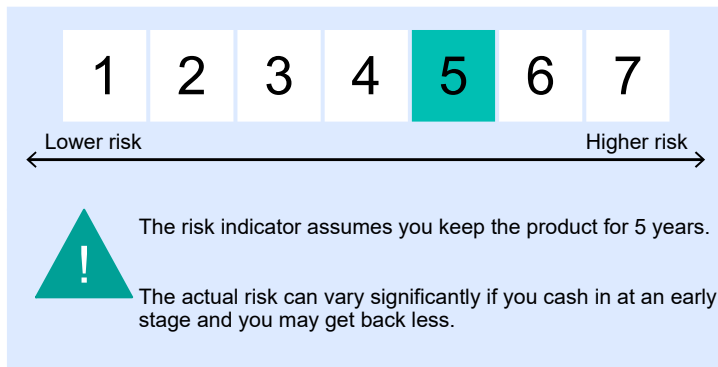 1 2 3 4 5 6 7
Lower risk Higher risk
!
The risk indicator assumes you keep the product for 5 years.
The actual risk can vary significantly if you cash in at an early
stage and you may get back less.